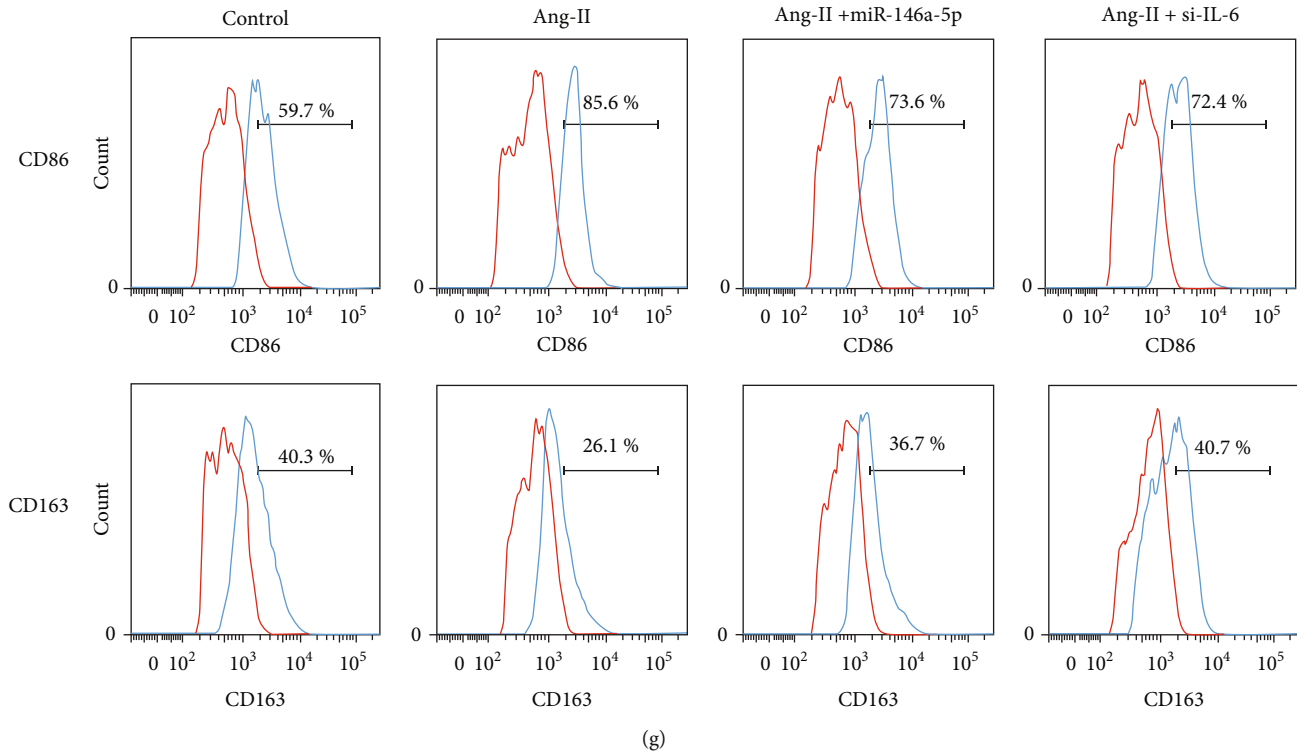 Control Ang-II Ang-II +miR-146a-5p Ang-II + si-IL-6
CD86
Count
59.7 %
85.6 %
73.6 %
72.4 %
0 0 0 0
0 10² 10³ 10⁴ 10⁵ 0 10² 10³ 10⁴ 10⁵ 0 10² 10³ 10⁴ 10⁵ 0 10² 10³ 10⁴ 10⁵
CD86 CD86 CD86 CD86
CD163
Count
40.3 %
26.1 %
36.7 %
40.7 %
0 0 0 0
0 10² 10³ 10⁴ 10⁵ 0 10² 10³ 10⁴ 10⁵ 0 10² 10³ 10⁴ 10⁵ 0 10² 10³ 10⁴ 10⁵
CD163 CD163 CD163 CD163
(g)